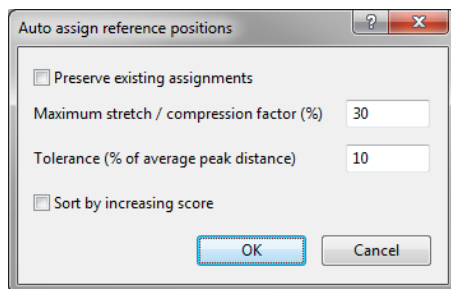 Auto assign reference positions
?
Preserve existing assignments
Maximum stretch / compression factor (%) 30
Tolerance (% of average peak distance) 10
Sort by increasing score
OK Cancel